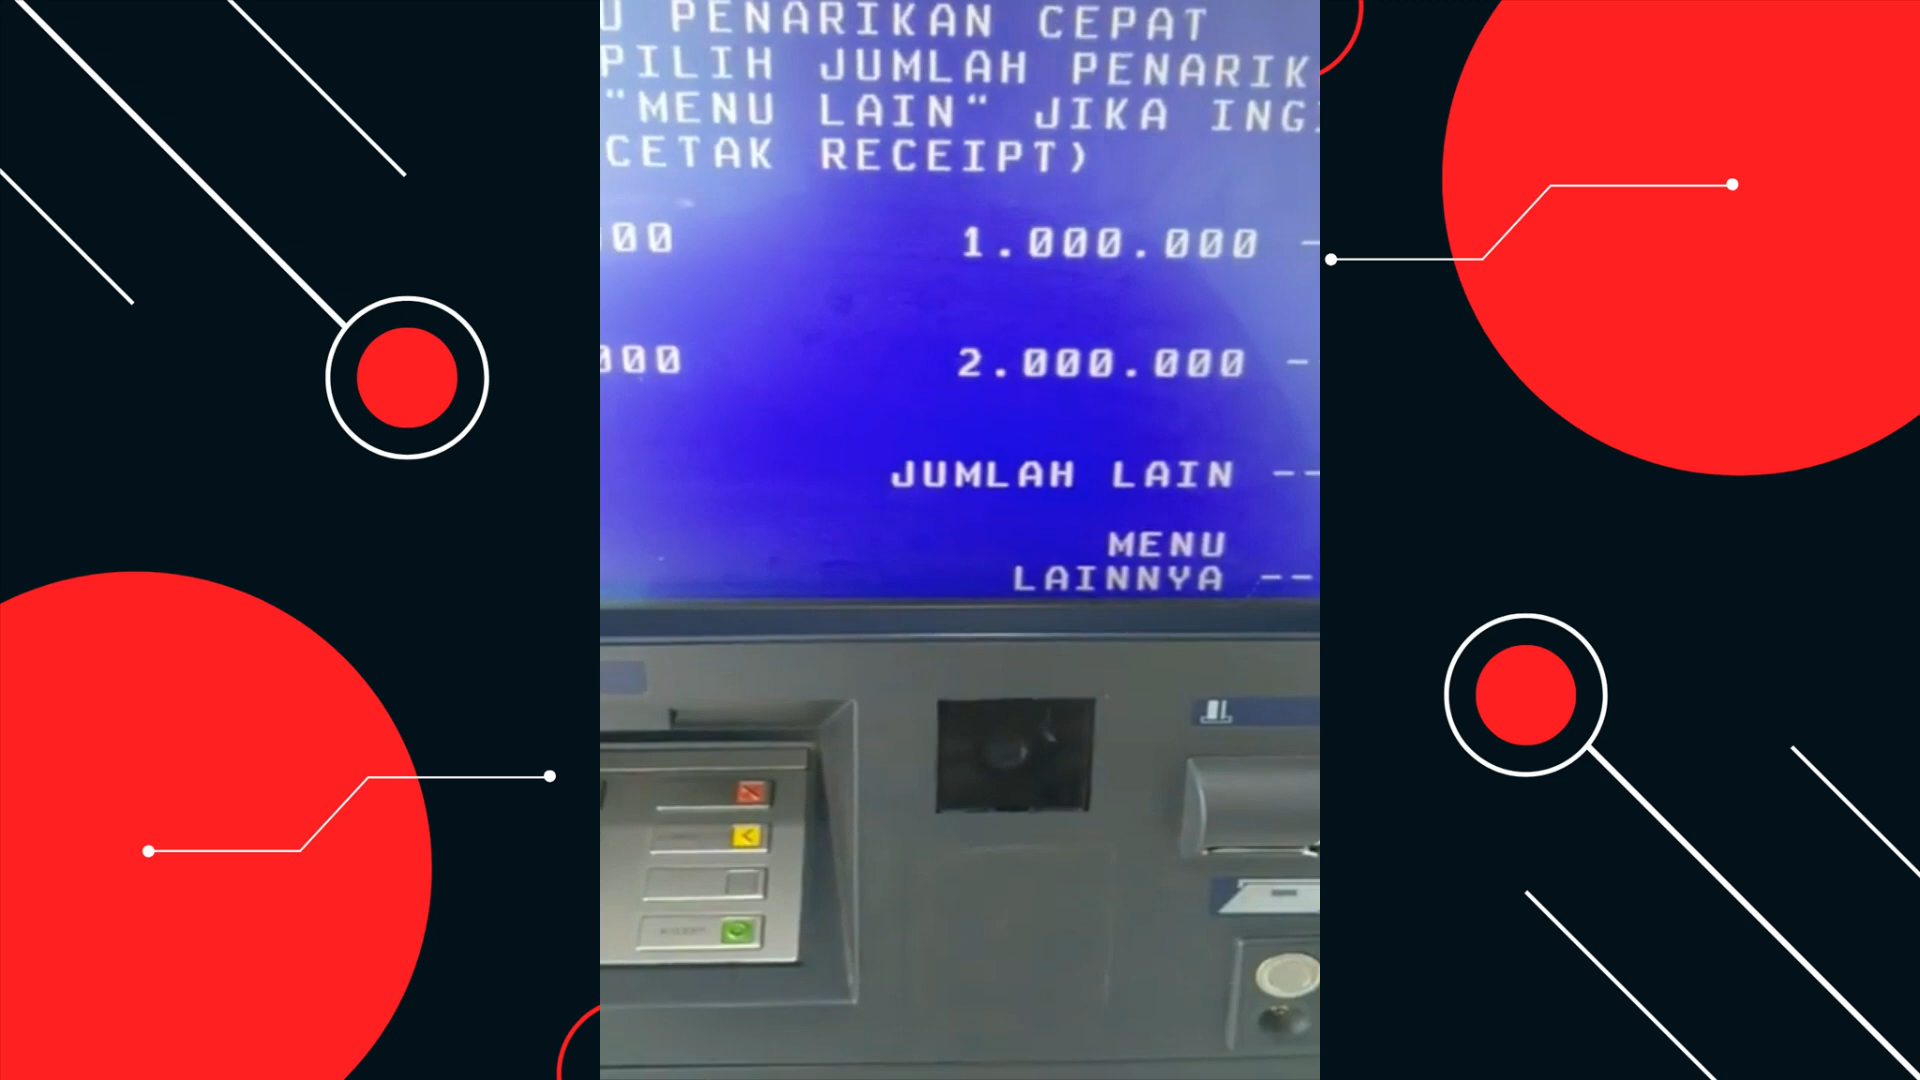 PENARIKAN CEPAT
PILIH JUMLAH
"MENU LAIN" JIKA
CETAK RECEIPT)
1.000.000 -
2.000.000 -
JUMLAH LAIN --
MENU
LAINNYA --